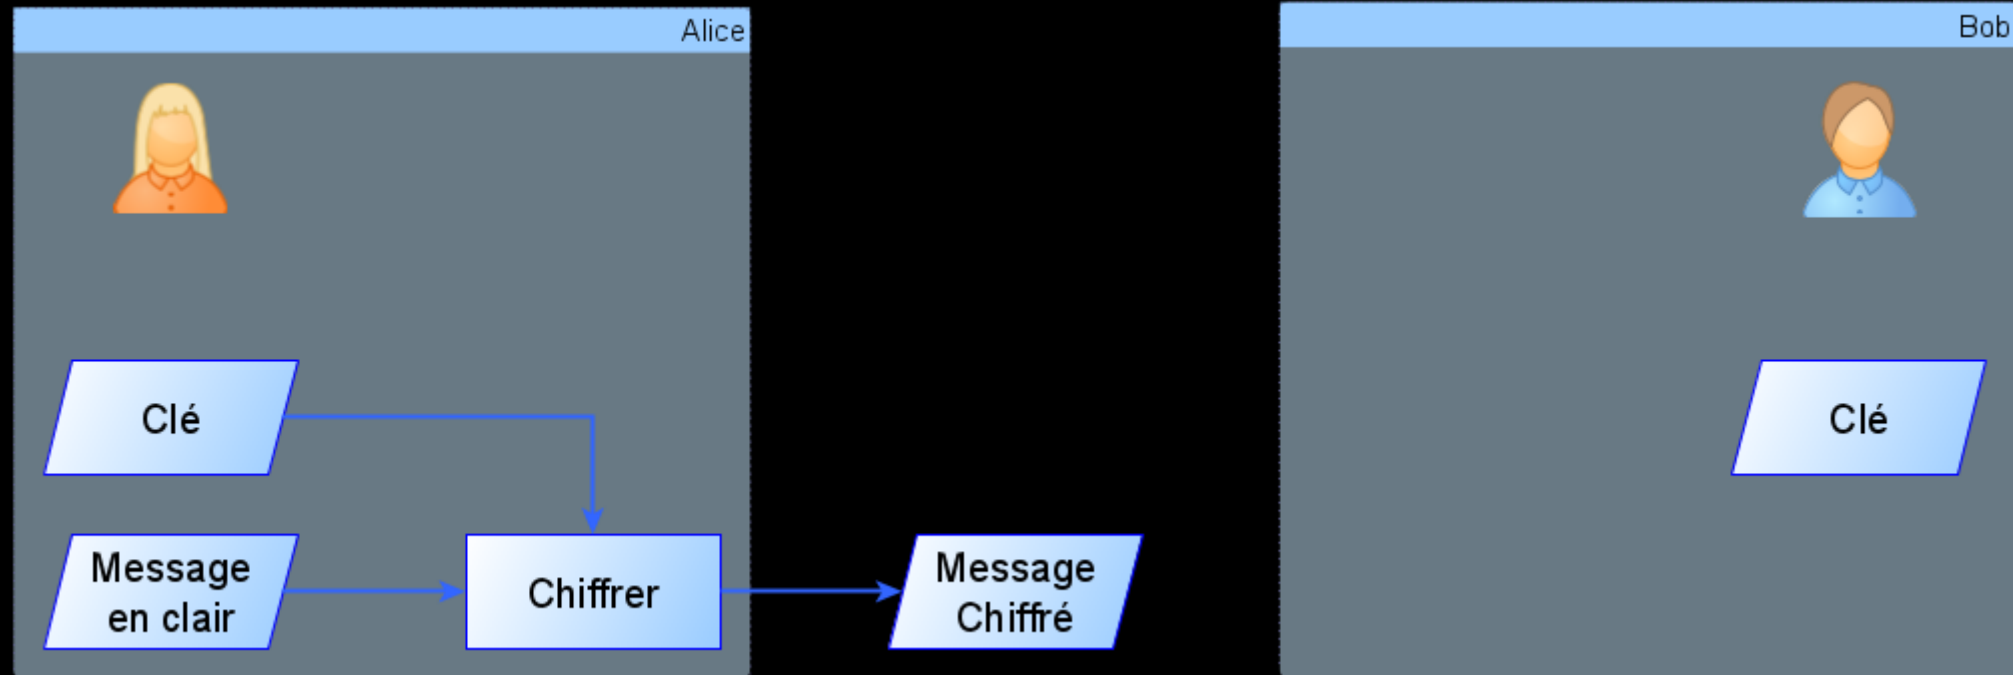 Alice
Bob
Clé
Clé
Message
en clair
Chiffrer
Message
Chiffré